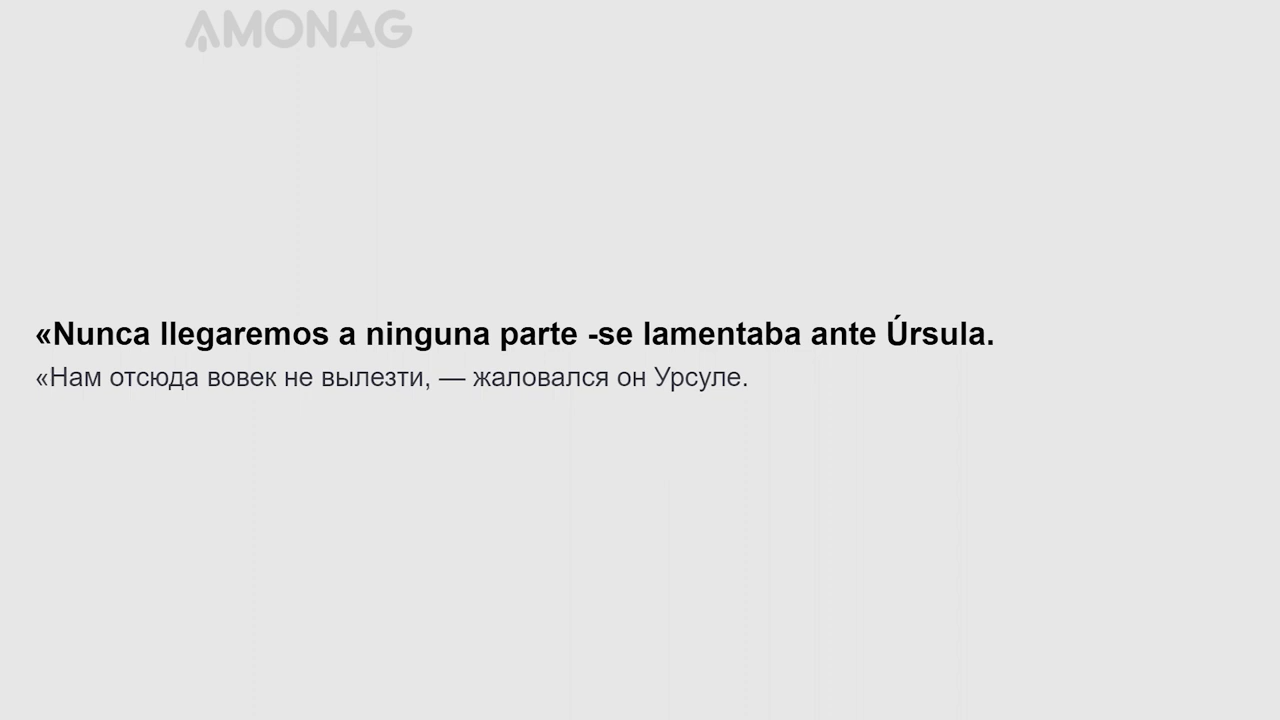 AMONAG
«Nunca llegaremos a ninguna parte -se lamentaba ante Úrsula.
«Нам отсюда вовек не вылезти, — жаловался он Урсуле.